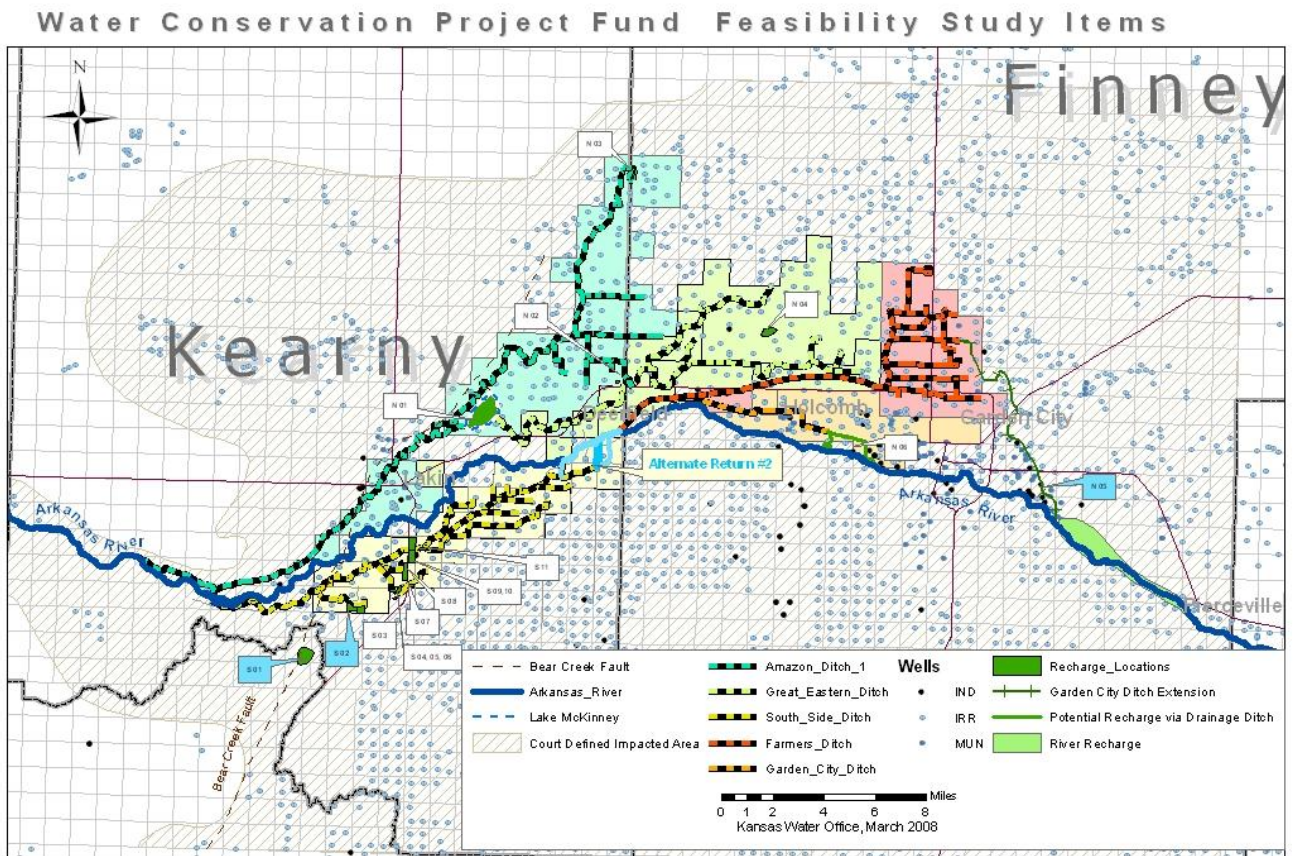 Water Conservation Project Fund Feasibility Study Items
N
Finney
N 03
Kearny
N 02
N 04
N 01
Deerfield
Holcomb
Garden City
N 06
Alternate Return #2
Lakin
N 05
Arkansas River
Arkansas River
S 11
S 09, 10
S 08
S 07
S 03
S 04, 05, 06
S 02
S 01
Pierceville
Bear Creek Fault
Bear Creek Fault
Arkansas_River
Lake McKinney
Court Defined Impacted Area
Amazon_Ditch_1
Great_Eastern_Ditch
South_Side_Ditch
Farmers_Ditch
Garden_City_Ditch
Wells
IND
IRR
MUN
Recharge_Locations
Garden City Ditch Extension
Potential Recharge via Drainage Ditch
River Recharge
0 1 2 4 6 8 Miles
Kansas Water Office, March 2008